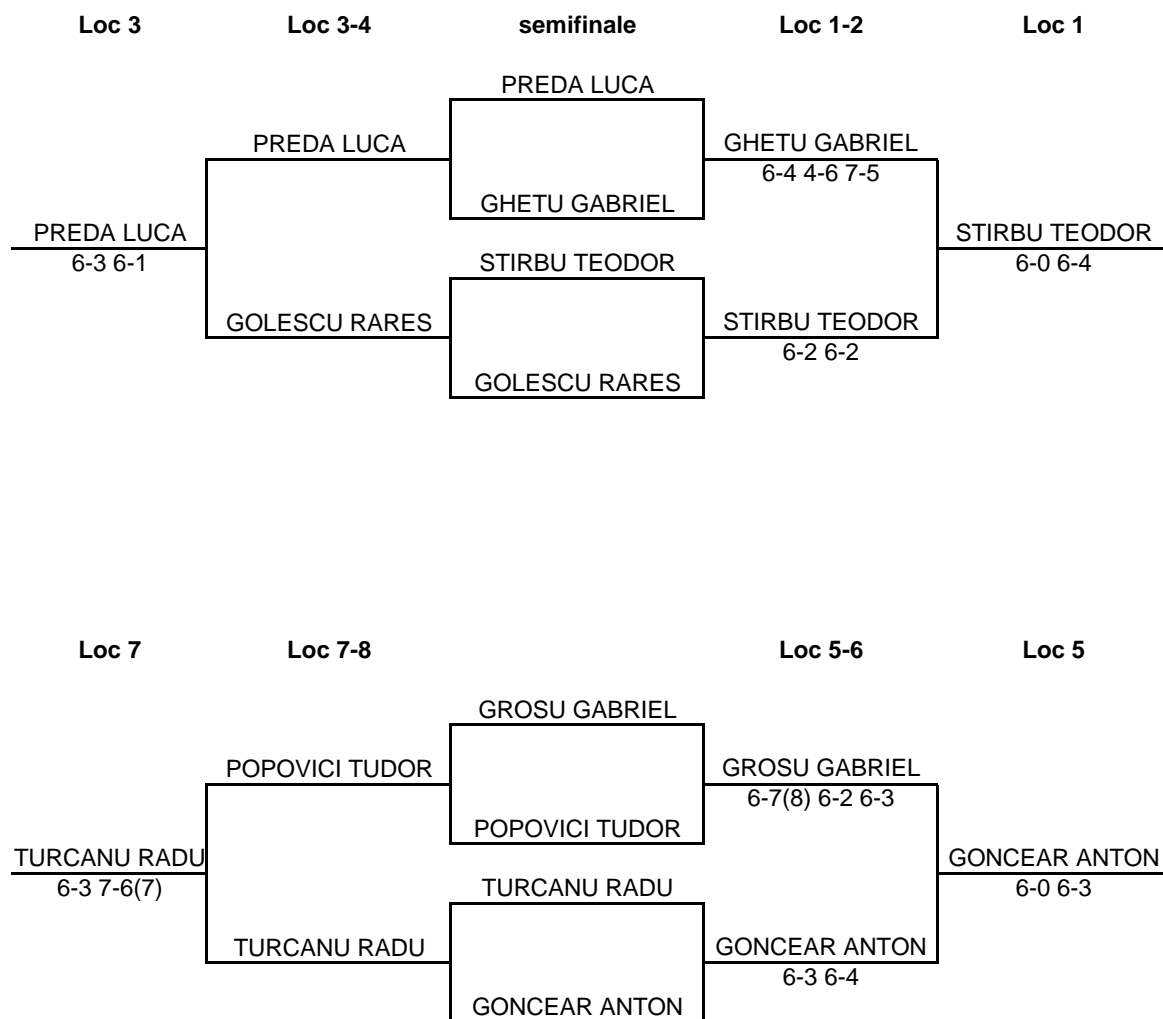 Loc 3 Loc 3-4 semifinale Loc 1-2 Loc 1
PREDA LUCA
PREDA LUCA GHETU GABRIEL
6-4 4-6 7-5
GHETU GABRIEL
PREDA LUCA STIRBU TEODOR
6-3 6-1 6-0 6-4
STIRBU TEODOR
GOLESCU RARES STIRBU TEODOR
6-2 6-2
GOLESCU RARES
Loc 7 Loc 7-8 Loc 5-6 Loc 5
GROSU GABRIEL
POPOVICI TUDOR GROSU GABRIEL
6-7(8) 6-2 6-3
POPOVICI TUDOR
TURCANU RADU GONCEAR ANTON
6-3 7-6(7) 6-0 6-3
TURCANU RADU
TURCANU RADU GONCEAR ANTON
6-3 6-4
GONCEAR ANTON